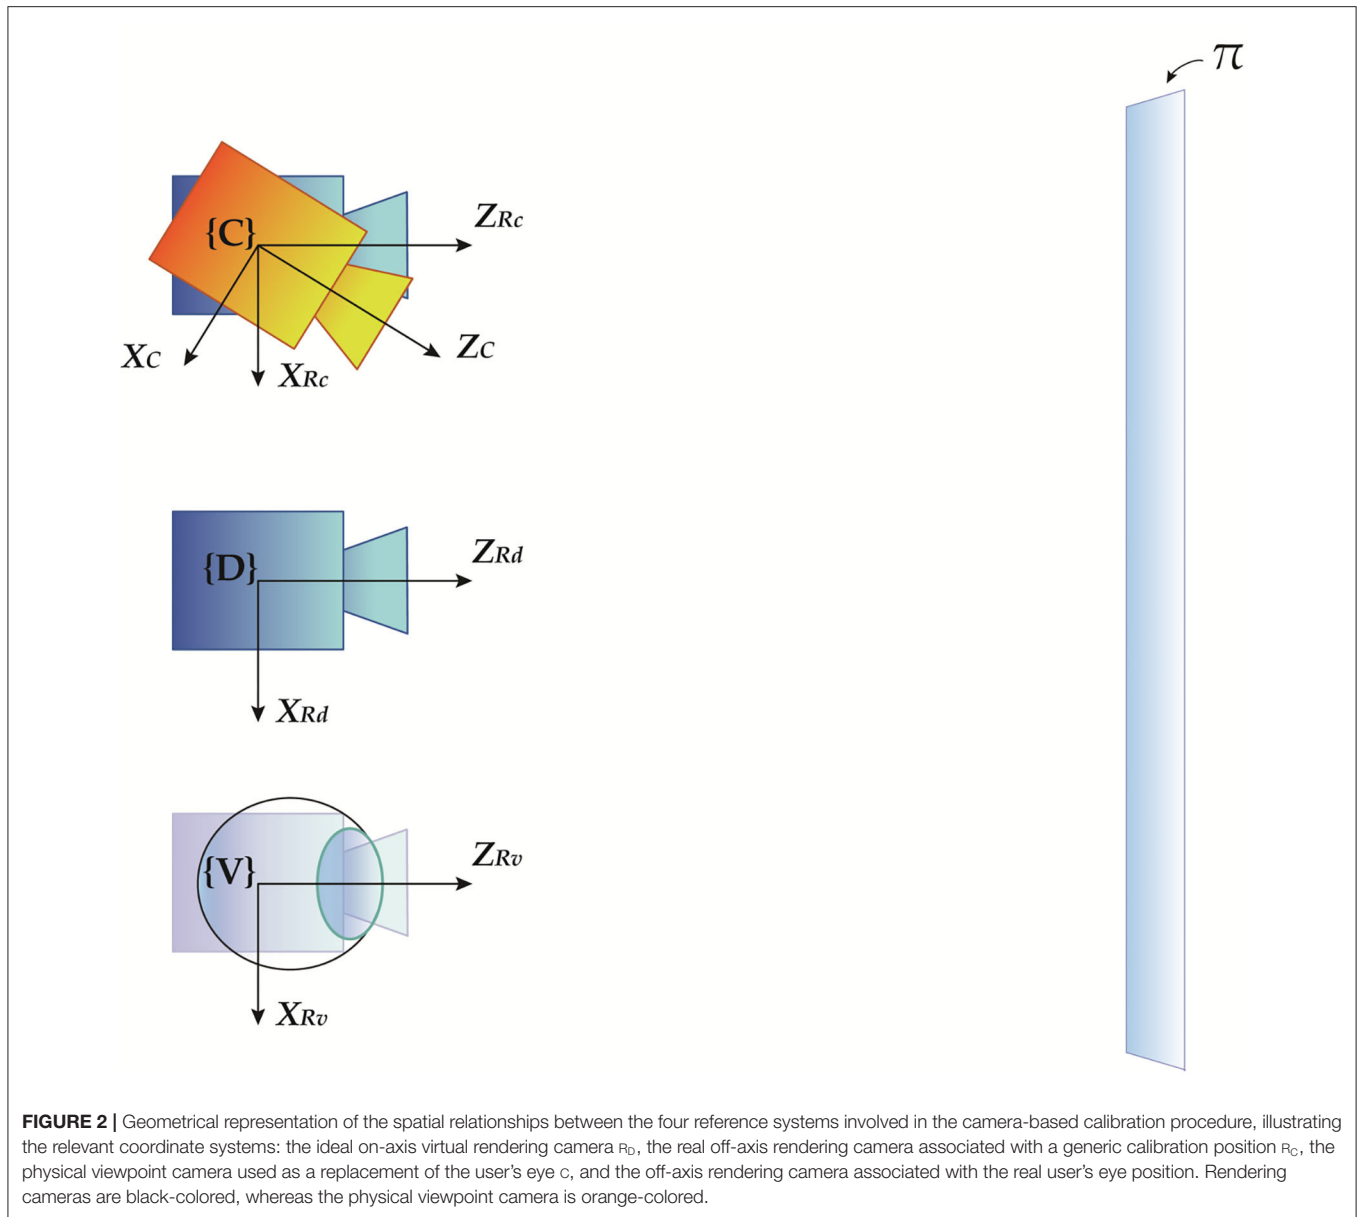 π
{C}
ZRc
XC
ZC
XRc
{D}
ZRd
XRd
{V}
ZRv
XRv
FIGURE 2 | Geometrical representation of the spatial relationships between the four reference systems involved in the camera-based calibration procedure, illustrating
the relevant coordinate systems: the ideal on-axis virtual rendering camera RD, the real off-axis rendering camera associated with a generic calibration position RC, the
physical viewpoint camera used as a replacement of the user's eye C, and the off-axis rendering camera associated with the real user's eye position. Rendering
cameras are black-colored, whereas the physical viewpoint camera is orange-colored.